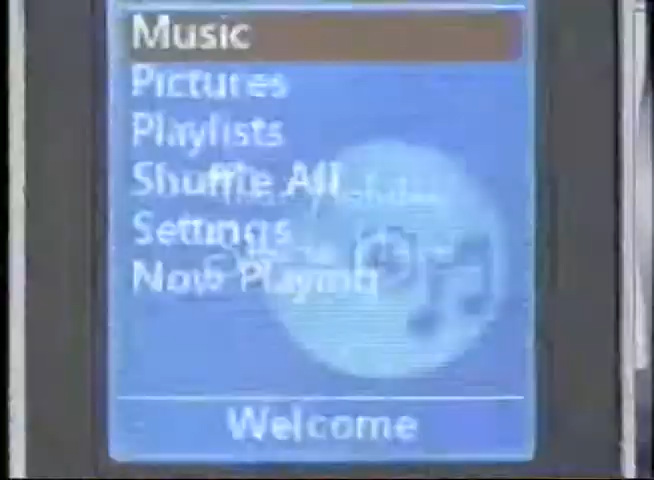 Music
Pictures
Playlists
Shuffle All
Settings
Now Playing
Welcome